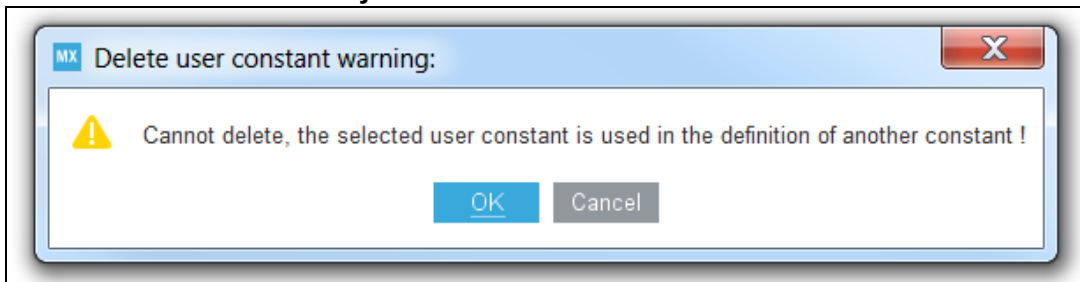 MX Delete user constant warning:
Cannot delete, the selected user constant is used in the definition of another constant !
OK Cancel